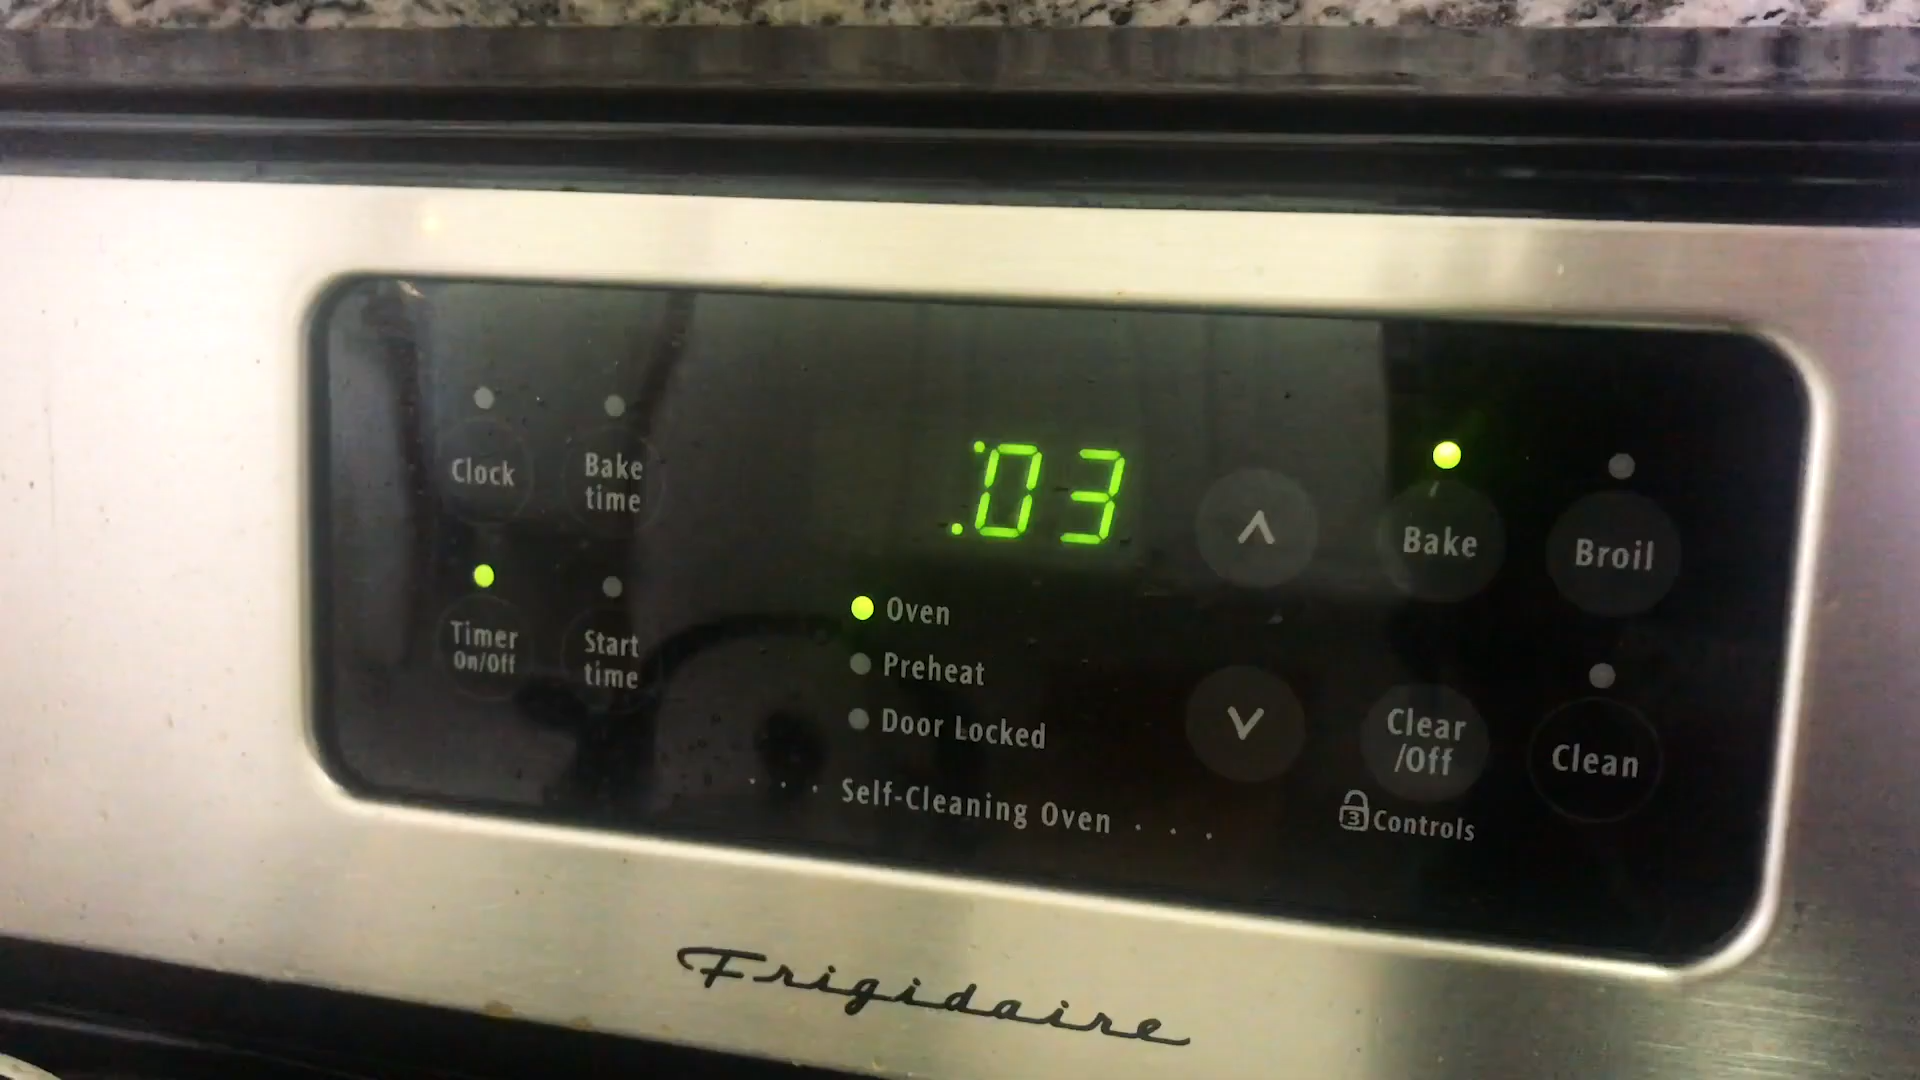 Clock
Bake
time
:03
Bake
Broil
Timer
On/Off
Start
time
Oven
Preheat
Door Locked
Clear
/Off
Clean
. . . Self-Cleaning Oven . . .
3 Controls
Frigidaire